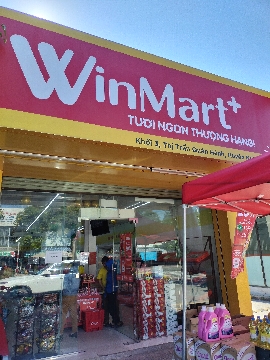 WinMart+
TƯƠI NGON THƯỢNG HẠNG!
Khối 3, Thị Trấn Quán Hành,